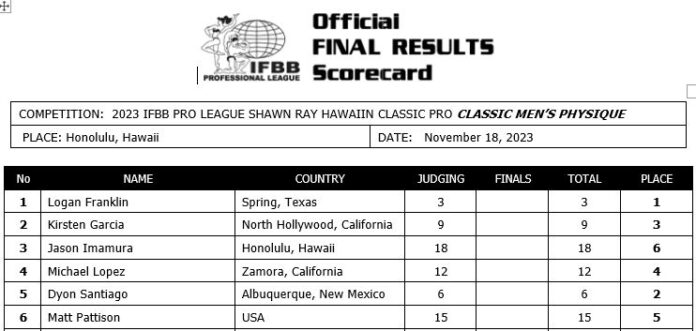 Official
FINAL RESULTS
Scorecard
IFBB
PROFESSIONAL LEAGUE
COMPETITION: 2023 IFBB PRO LEAGUE SHAWN RAY HAWAIIN CLASSIC PRO CLASSIC MEN'S PHYSIQUE
PLACE: Honolulu, Hawaii DATE: November 18, 2023
No NAME COUNTRY JUDGING FINALS TOTAL PLACE
1 Logan Franklin Spring, Texas 3 3 1
2 Kirsten Garcia North Hollywood, California 9 9 3
3 Jason Imamura Honolulu, Hawaii 18 18 6
4 Michael Lopez Zamora, California 12 12 4
5 Dyon Santiago Albuquerque, New Mexico 6 6 2
6 Matt Pattison USA 15 15 5